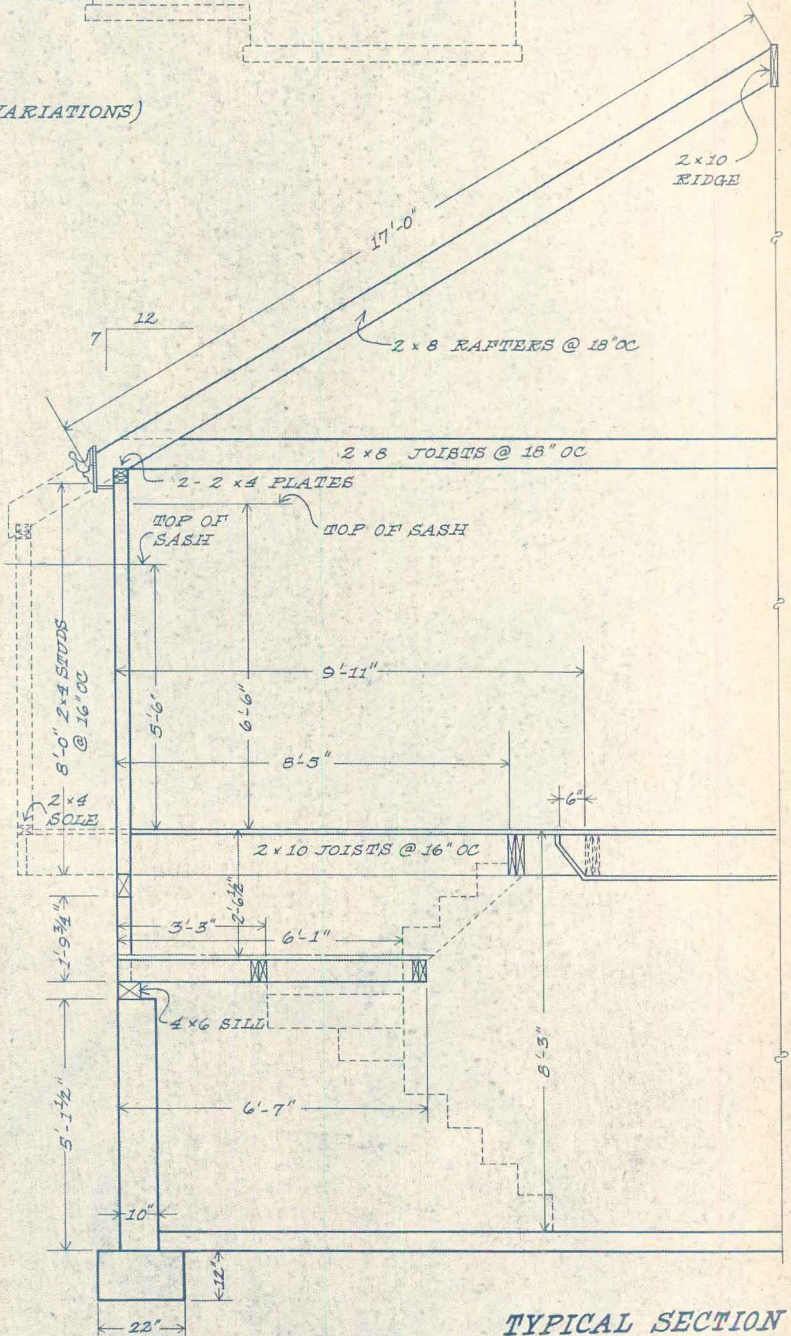 VARIATIONS)
2 × 10
RIDGE
17'-0"
12
7
2 × 8 RAFTERS @ 18" OC
2 × 8 JOISTS @ 18" OC
2 - 2 × 4 PLATES
TOP OF
SASH
TOP OF SASH
8'-0" 2×4 STUDS
@ 16" OC
9'-11"
5'-6"
6'-6"
8'-5"
6"
2 × 4
SOLE
2 × 10 JOISTS @ 16" OC
2'-6½"
3'-3"
6'-1"
1'-9¾"
4 × 6 SILL
8'-3"
5'-1½"
6'-7"
10"
12"
22"
TYPICAL SECTION